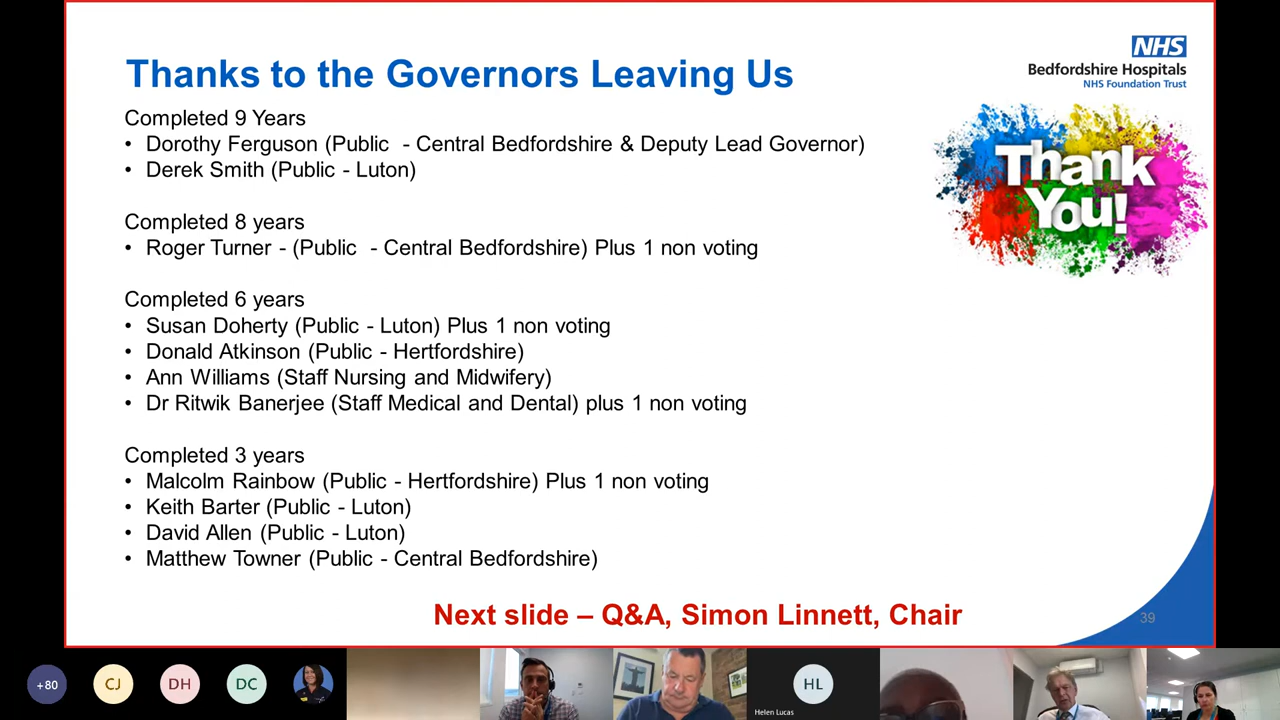 Thanks to the Governors Leaving Us
NHS
Bedfordshire Hospitals
NHS Foundation Trust
Thank
You!
Completed 9 Years
• Dorothy Ferguson (Public - Central Bedfordshire & Deputy Lead Governor)
• Derek Smith (Public - Luton)
Completed 8 years
• Roger Turner - (Public - Central Bedfordshire) Plus 1 non voting
Completed 6 years
• Susan Doherty (Public - Luton) Plus 1 non voting
• Donald Atkinson (Public - Hertfordshire)
• Ann Williams (Staff Nursing and Midwifery)
• Dr Ritwik Banerjee (Staff Medical and Dental) plus 1 non voting
Completed 3 years
• Malcolm Rainbow (Public - Hertfordshire) Plus 1 non voting
• Keith Barter (Public - Luton)
• David Allen (Public - Luton)
• Matthew Towner (Public - Central Bedfordshire)
Next slide – Q&A, Simon Linnett, Chair
39
+80
CJ
DH
DC
HL
Helen Lucas